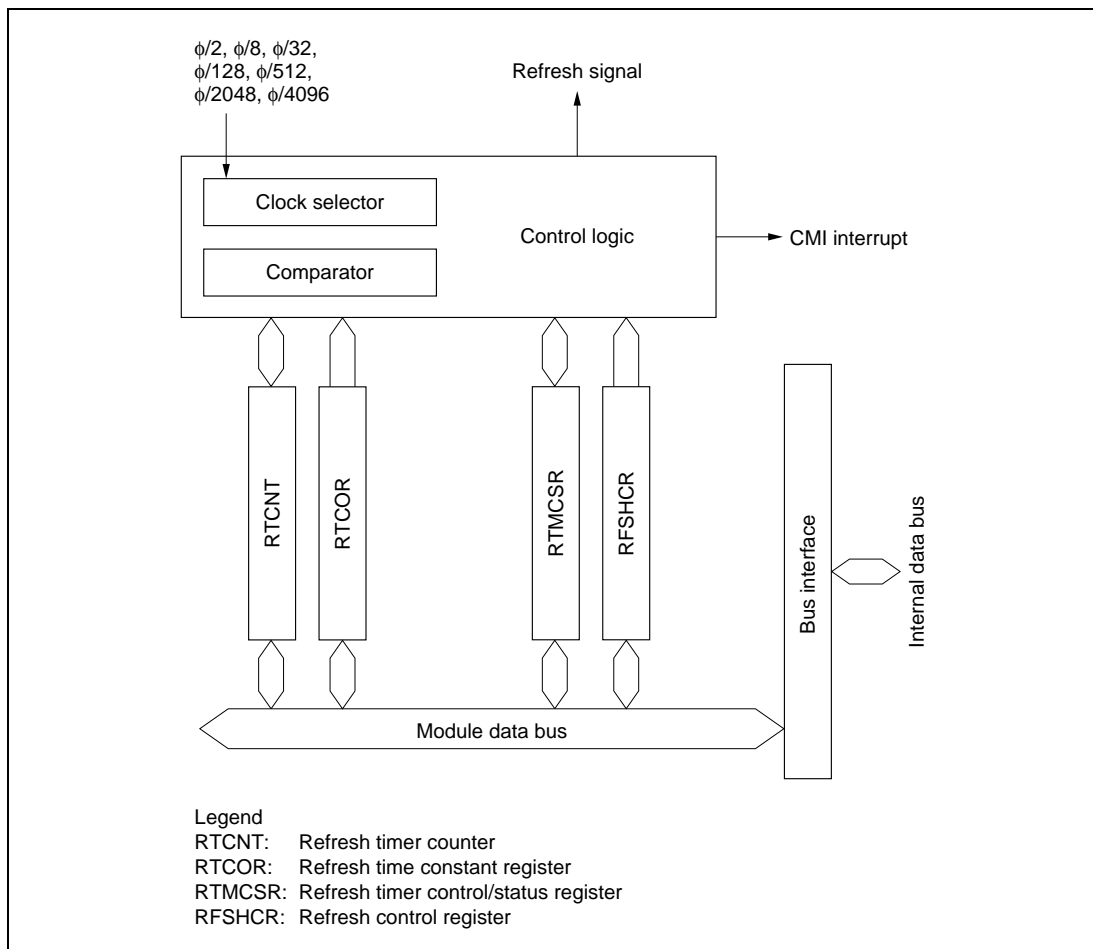 ϕ/2, ϕ/8, ϕ/32,
ϕ/128, ϕ/512,
ϕ/2048, ϕ/4096
Refresh signal
Clock selector
Control logic
CMI interrupt
Comparator
RTCNT
RTCOR
RTMCSR
RFSHCR
Bus interface
Internal data bus
Module data bus
Legend
RTCNT: Refresh timer counter
RTCOR: Refresh time constant register
RTMCSR: Refresh timer control/status register
RFSHCR: Refresh control register